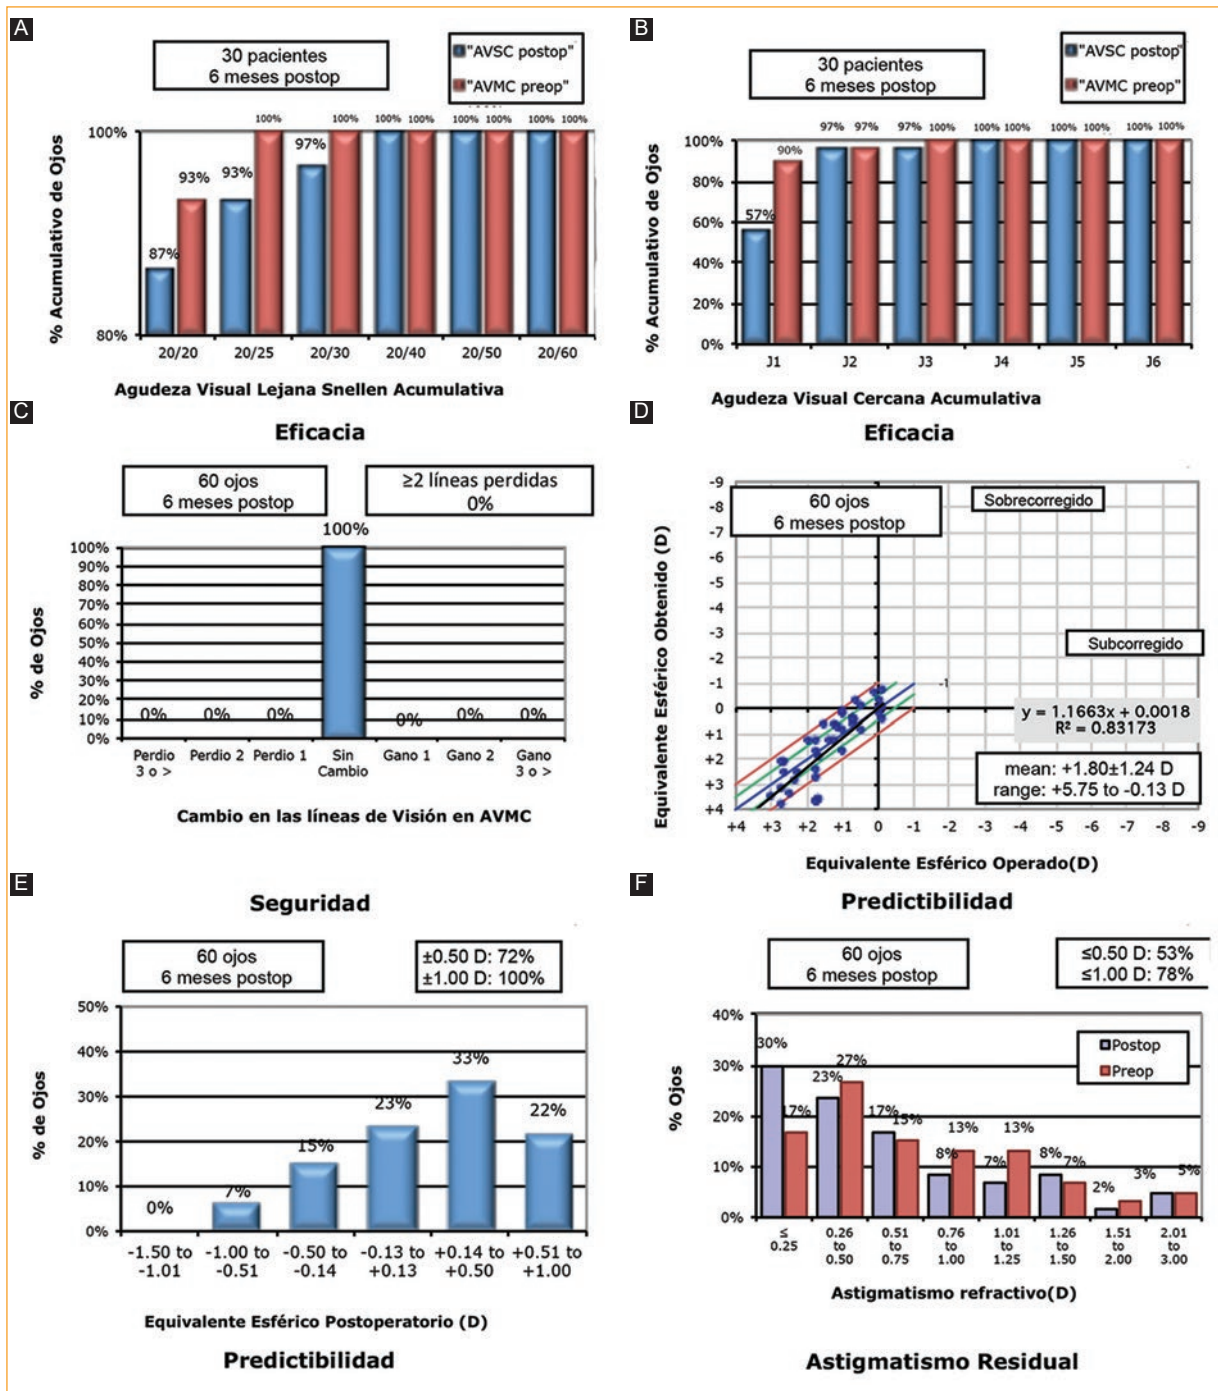 A
30 pacientes
6 meses postop
"AVSC postop"
"AVMC preop"
% Acumulativo de Ojos
100%
80%
87%
93%
93%
100%
97%
100%
100%
100%
100%
100%
100%
100%
20/20
20/25
20/30
20/40
20/50
20/60
Agudeza Visual Lejana Snellen Acumulativa
Eficacia
B
30 pacientes
6 meses postop
"AVSC postop"
"AVMC preop"
% Acumulativo de Ojos
100%
80%
60%
40%
20%
0%
57%
90%
97%
97%
97%
100%
100%
100%
100%
100%
100%
100%
J1
J2
J3
J4
J5
J6
Agudeza Visual Cercana Acumulativa
Eficacia
C
60 ojos
6 meses postop
≥2 líneas perdidas
0%
% de Ojos
100%
90%
80%
70%
60%
50%
40%
30%
20%
10%
0%
0%
0%
0%
100%
0%
0%
0%
Perdio
3 o >
Perdio 2
Perdio 1
Sin
Cambio
Gano 1
Gano 2
Gano
3 o >
Cambio en las líneas de Visión en AVMC
Seguridad
D
60 ojos
6 meses postop
Sobrecorregido
Subcorregido
Equivalente Esférico Obtenido (D)
-9
-8
-7
-6
-5
-4
-3
-2
-1
0
+1
+2
+3
+4
-1
y = 1.1663x + 0.0018
R² = 0.83173
mean: +1.80±1.24 D
range: +5.75 to -0.13 D
+4
+3
+2
+1
0
-1
-2
-3
-4
-5
-6
-7
-8
-9
Equivalente Esférico Operado(D)
Predictibilidad
E
60 ojos
6 meses postop
±0.50 D: 72%
±1.00 D: 100%
% de Ojos
50%
40%
30%
20%
10%
0%
0%
7%
15%
23%
33%
22%
-1.50 to
-1.01
-1.00 to
-0.51
-0.50 to
-0.14
-0.13 to
+0.13
+0.14 to
+0.50
+0.51 to
+1.00
Equivalente Esférico Postoperatorio (D)
Predictibilidad
F
60 ojos
6 meses postop
≤0.50 D: 53%
≤1.00 D: 78%
Postop
Preop
% Ojos
40%
30%
20%
10%
0%
30%
17%
23%
27%
17%
15%
8%
13%
7%
13%
8%
7%
2%
3%
5%
≤
0.25
0.26
to
0.50
0.51
to
0.75
0.76
to
1.00
1.01
to
1.25
1.26
to
1.50
1.51
to
2.00
2.01
to
3.00
Astigmatismo refractivo(D)
Astigmatismo Residual